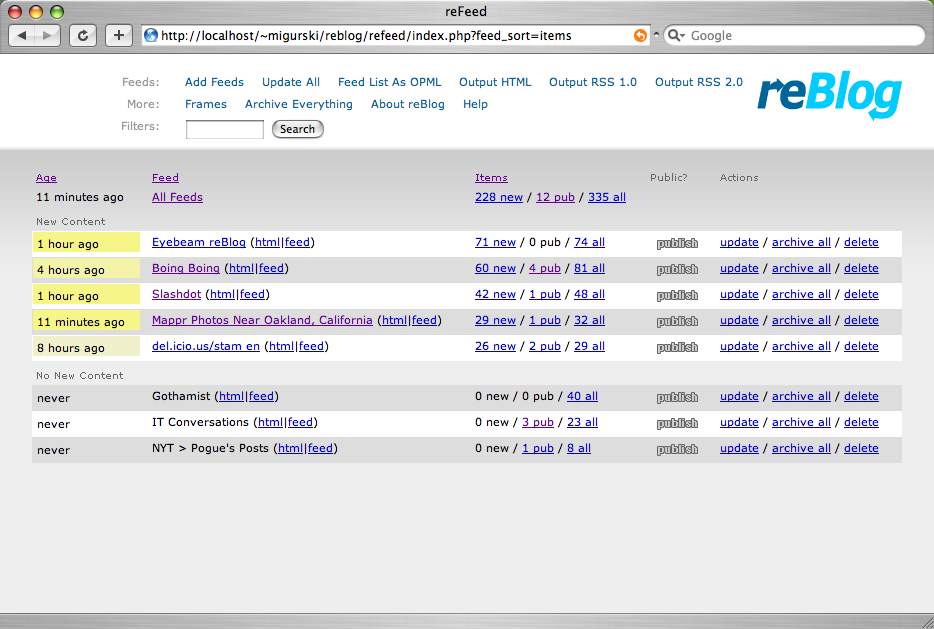 reFeed
http://localhost/~migurski/reblog/refeed/index.php?feed_sort=items Google
Feeds: Add Feeds Update All Feed List As OPML Output HTML Output RSS 1.0 Output RSS 2.0
reBlog
More: Frames Archive Everything About reBlog Help
Filters: Search
Age Feed Items Public? Actions
11 minutes ago All Feeds 228 new / 12 pub / 335 all
New Content
1 hour ago Eyebeam reBlog (html|feed) 71 new / 0 pub / 74 all publish update / archive all / delete
4 hours ago Boing Boing (html|feed) 60 new / 4 pub / 81 all publish update / archive all / delete
1 hour ago Slashdot (html|feed) 42 new / 1 pub / 48 all publish update / archive all / delete
11 minutes ago Mappr Photos Near Oakland, California (html|feed) 29 new / 1 pub / 32 all publish update / archive all / delete
8 hours ago del.icio.us/stam en (html|feed) 26 new / 2 pub / 29 all publish update / archive all / delete
No New Content
never Gothamist (html|feed) 0 new / 0 pub / 40 all publish update / archive all / delete
never IT Conversations (html|feed) 0 new / 3 pub / 23 all publish update / archive all / delete
never NYT > Pogue's Posts (html|feed) 0 new / 1 pub / 8 all publish update / archive all / delete